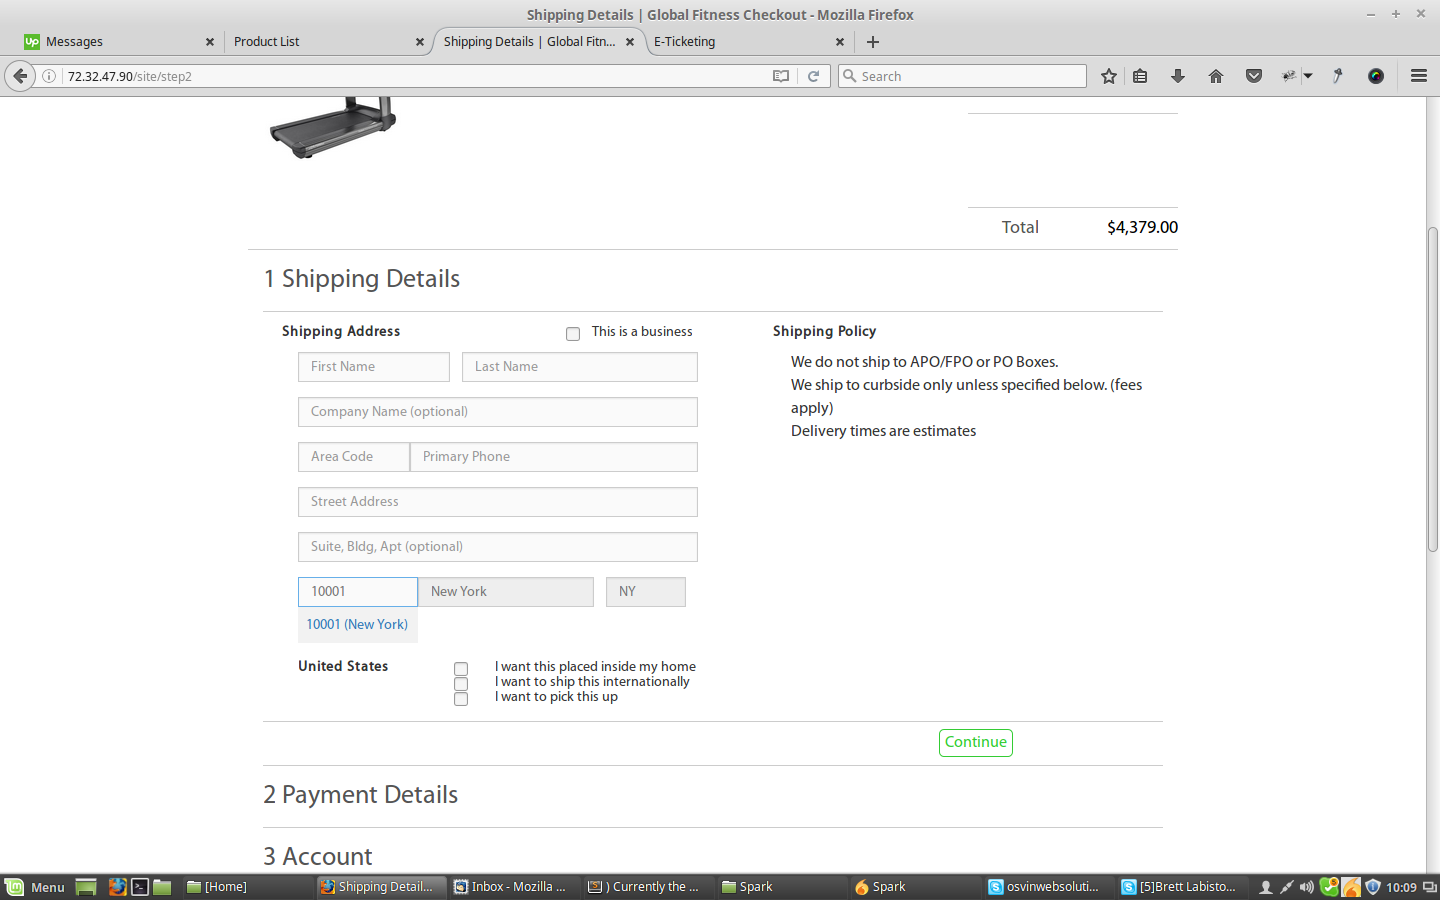 Shipping Details | Global Fitness Checkout - Mozilla Firefox
Up Messages
Product List
Shipping Details | Global Fitn...
E-Ticketing
72.32.47.90/site/step2
Search
Total $4,379.00
1 Shipping Details
Shipping Address
This is a business
First Name
Last Name
Company Name (optional)
Area Code
Primary Phone
Street Address
Suite, Bldg, Apt (optional)
10001
New York
NY
10001 (New York)
United States
I want this placed inside my home
I want to ship this internationally
I want to pick this up
Shipping Policy
We do not ship to APO/FPO or PO Boxes.
We ship to curbside only unless specified below. (fees
apply)
Delivery times are estimates
Continue
2 Payment Details
3 Account
Menu
[Home]
Shipping Detail...
Inbox - Mozilla ...
) Currently the ...
Spark
Spark
osvinwebsoluti...
[5]Brett Labisto...
10:09